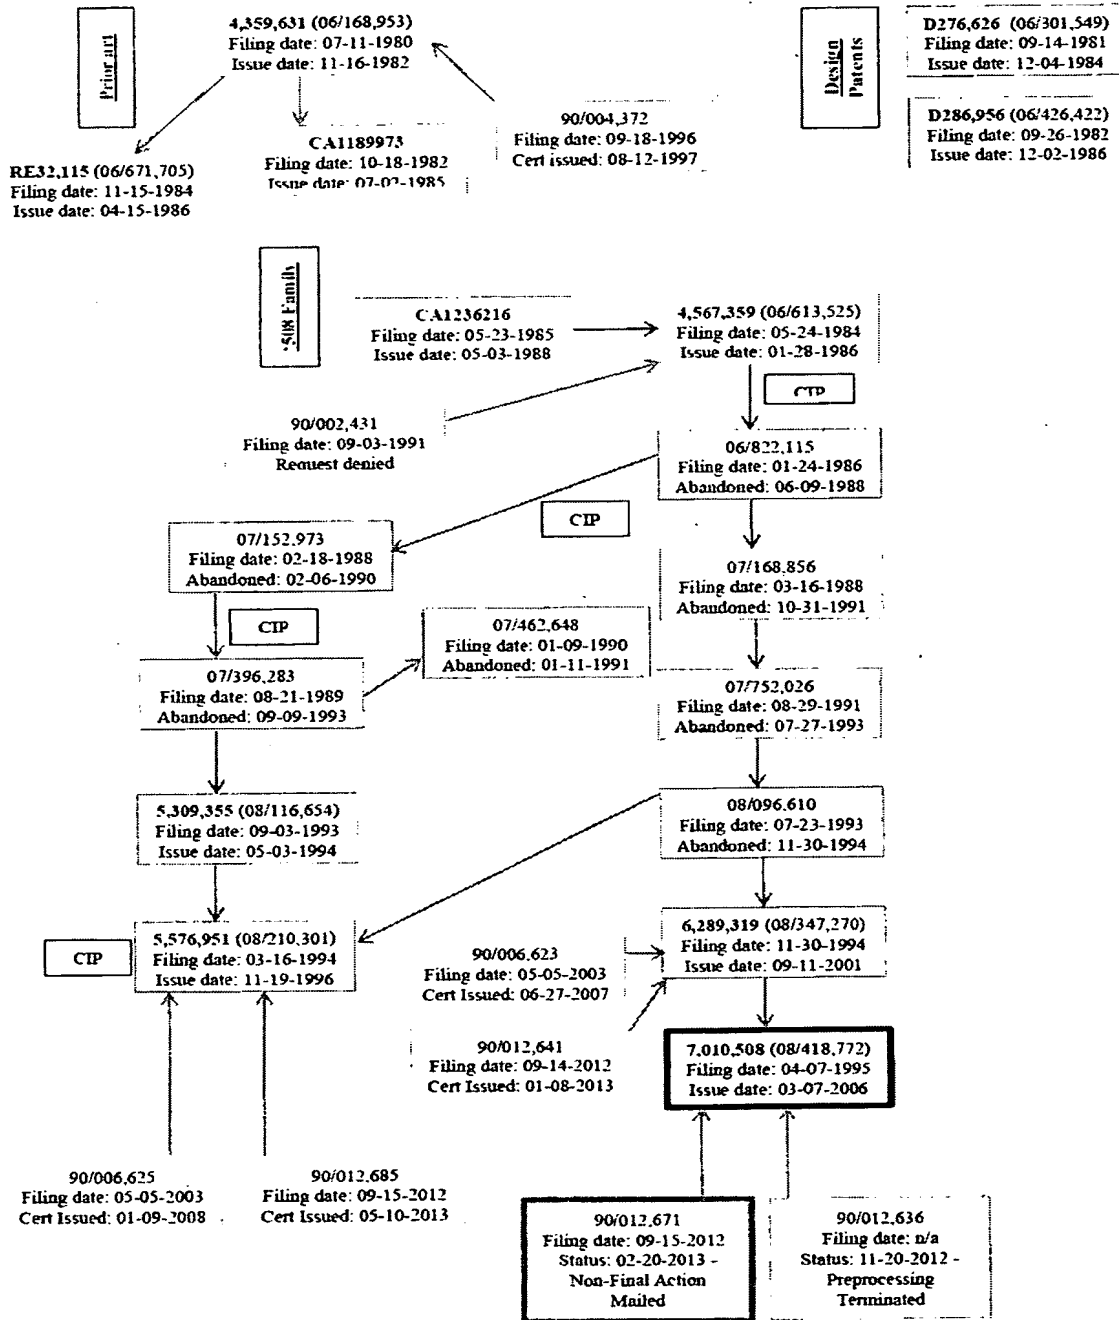 Prior art
4,359,631 (06/168,953)
Filing date: 07-11-1980
Issue date: 11-16-1982
Design
Patents
D276,626 (06/301,549)
Filing date: 09-14-1981
Issue date: 12-04-1984
D286,956 (06/426,422)
Filing date: 09-26-1982
Issue date: 12-02-1986
90/004,372
Filing date: 09-18-1996
Cert issued: 08-12-1997
CA1189973
Filing date: 10-18-1982
Issue date: 07-02-1985
RE32,115 (06/671,705)
Filing date: 11-15-1984
Issue date: 04-15-1986
'508 Family
CA1236216
Filing date: 05-23-1985
Issue date: 05-03-1988
4,567,359 (06/613,525)
Filing date: 05-24-1984
Issue date: 01-28-1986
CIP
90/002,431
Filing date: 09-03-1991
Request denied
06/822,115
Filing date: 01-24-1986
Abandoned: 06-09-1988
CIP
07/152,973
Filing date: 02-18-1988
Abandoned: 02-06-1990
07/168,856
Filing date: 03-16-1988
Abandoned: 10-31-1991
CIP
07/462,648
Filing date: 01-09-1990
Abandoned: 01-11-1991
07/396,283
Filing date: 08-21-1989
Abandoned: 09-09-1993
07/752,026
Filing date: 08-29-1991
Abandoned: 07-27-1993
5,309,355 (08/116,654)
Filing date: 09-03-1993
Issue date: 05-03-1994
08/096,610
Filing date: 07-23-1993
Abandoned: 11-30-1994
CIP
5,576,951 (08/210,301)
Filing date: 03-16-1994
Issue date: 11-19-1996
90/006,623
Filing date: 05-05-2003
Cert Issued: 06-27-2007
6,289,319 (08/347,270)
Filing date: 11-30-1994
Issue date: 09-11-2001
90/012,641
Filing date: 09-14-2012
Cert Issued: 01-08-2013
7,010,508 (08/418,772)
Filing date: 04-07-1995
Issue date: 03-07-2006
90/006,625
Filing date: 05-05-2003
Cert Issued: 01-09-2008
90/012,685
Filing date: 09-15-2012
Cert Issued: 05-10-2013
90/012,671
Filing date: 09-15-2012
Status: 02-20-2013 -
Non-Final Action
Mailed
90/012,636
Filing date: n/a
Status: 11-20-2012 -
Preprocessing
Terminated